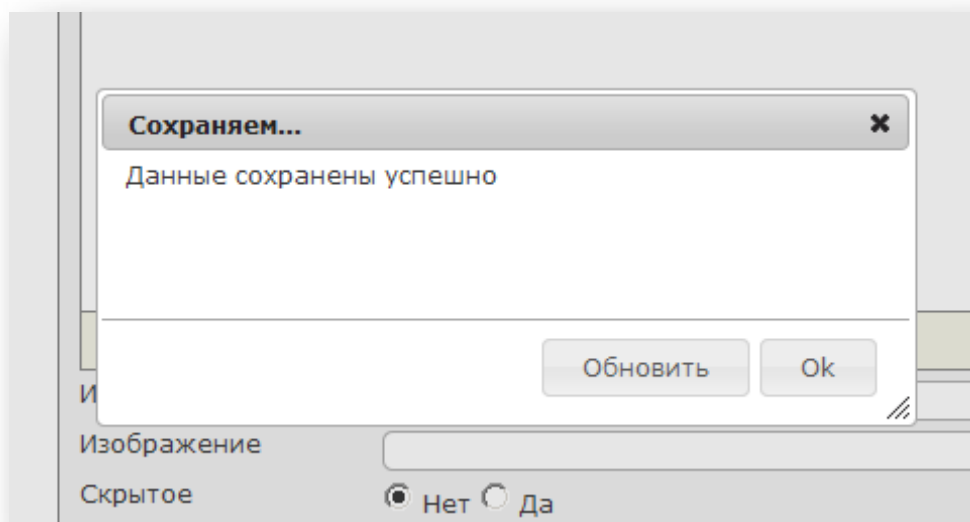 Сохраняем...
Данные сохранены успешно
Обновить Ok
И
Изображение
Скрытое Нет Да